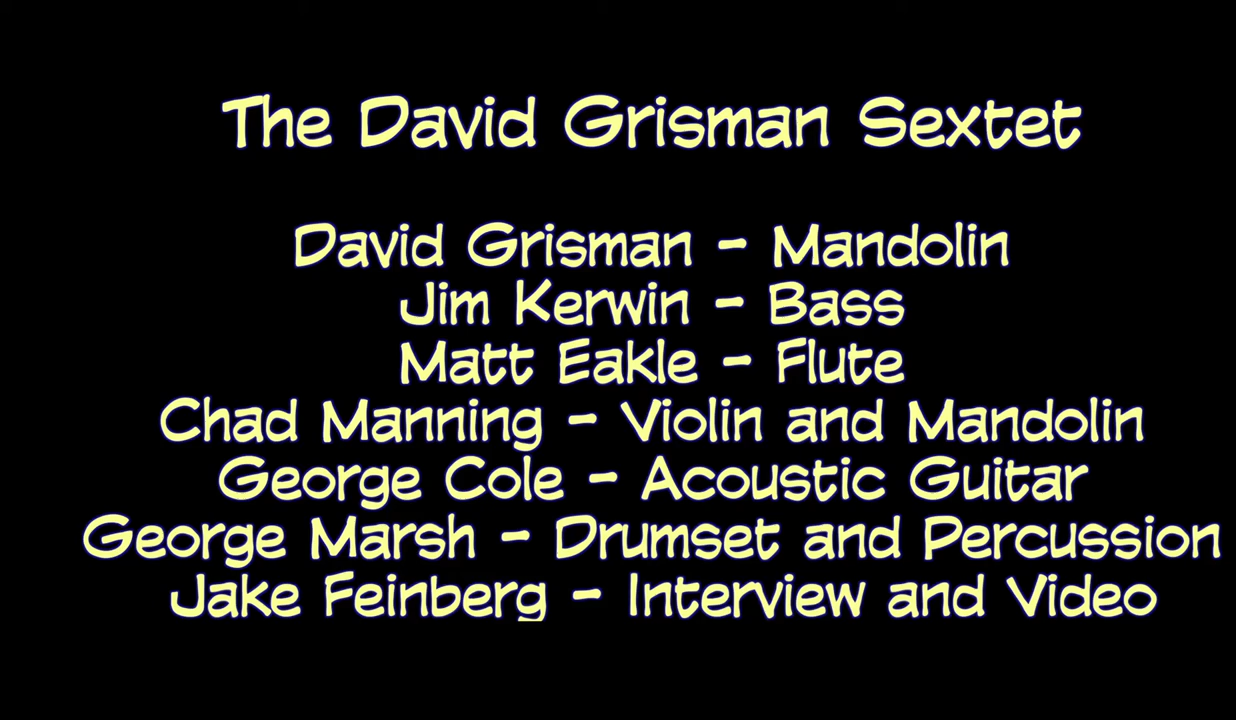 The David Grisman Sextet
David Grisman - Mandolin
Jim Kerwin - Bass
Matt Eakle - Flute
Chad Manning - Violin and Mandolin
George Cole - Acoustic Guitar
George Marsh - Drumset and Percussion
Jake Feinberg - Interview and Video